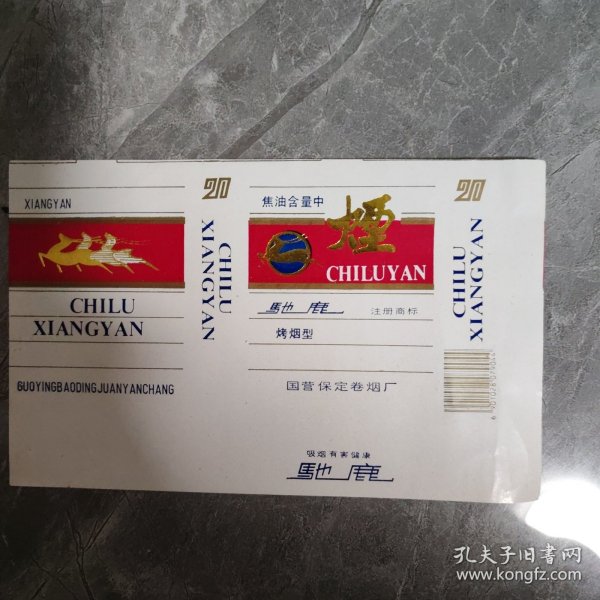 XIANGYAN
CHILU
XIANGYAN
GUOYINGBAODINGJUANYANCHANG
20
CHILU
XIANGYAN
焦油含量中
煙
CHILUYAN
馳鹿
注册商标
烤烟型
国营保定卷烟厂
吸烟有害健康
馳鹿
20
CHILU
XIANGYAN
孔夫子旧书网
www.kongfz.com